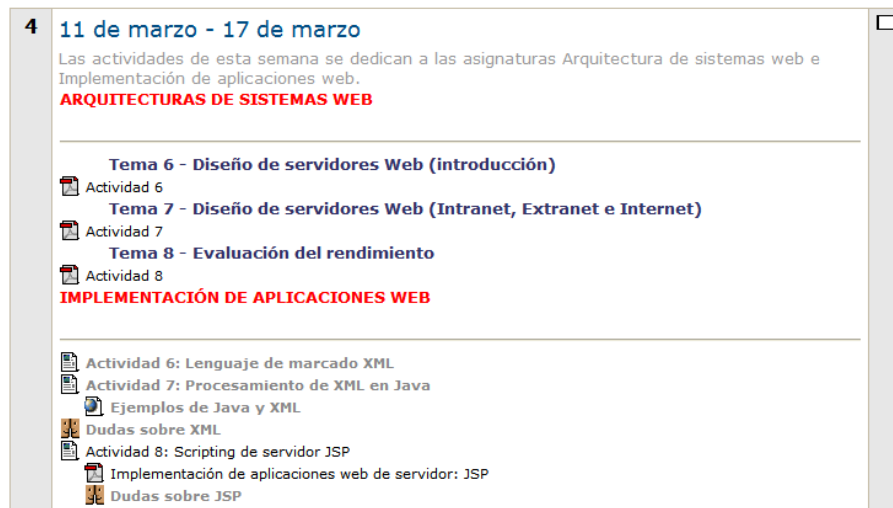 4
11 de marzo - 17 de marzo
Las actividades de esta semana se dedican a las asignaturas Arquitectura de sistemas web e
Implementación de aplicaciones web.
ARQUITECTURAS DE SISTEMAS WEB
Tema 6 - Diseño de servidores Web (introducción)
Actividad 6
Tema 7 - Diseño de servidores Web (Intranet, Extranet e Internet)
Actividad 7
Tema 8 - Evaluación del rendimiento
Actividad 8
IMPLEMENTACIÓN DE APLICACIONES WEB
Actividad 6: Lenguaje de marcado XML
Actividad 7: Procesamiento de XML en Java
Ejemplos de Java y XML
Dudas sobre XML
Actividad 8: Scripting de servidor JSP
Implementación de aplicaciones web de servidor: JSP
Dudas sobre JSP